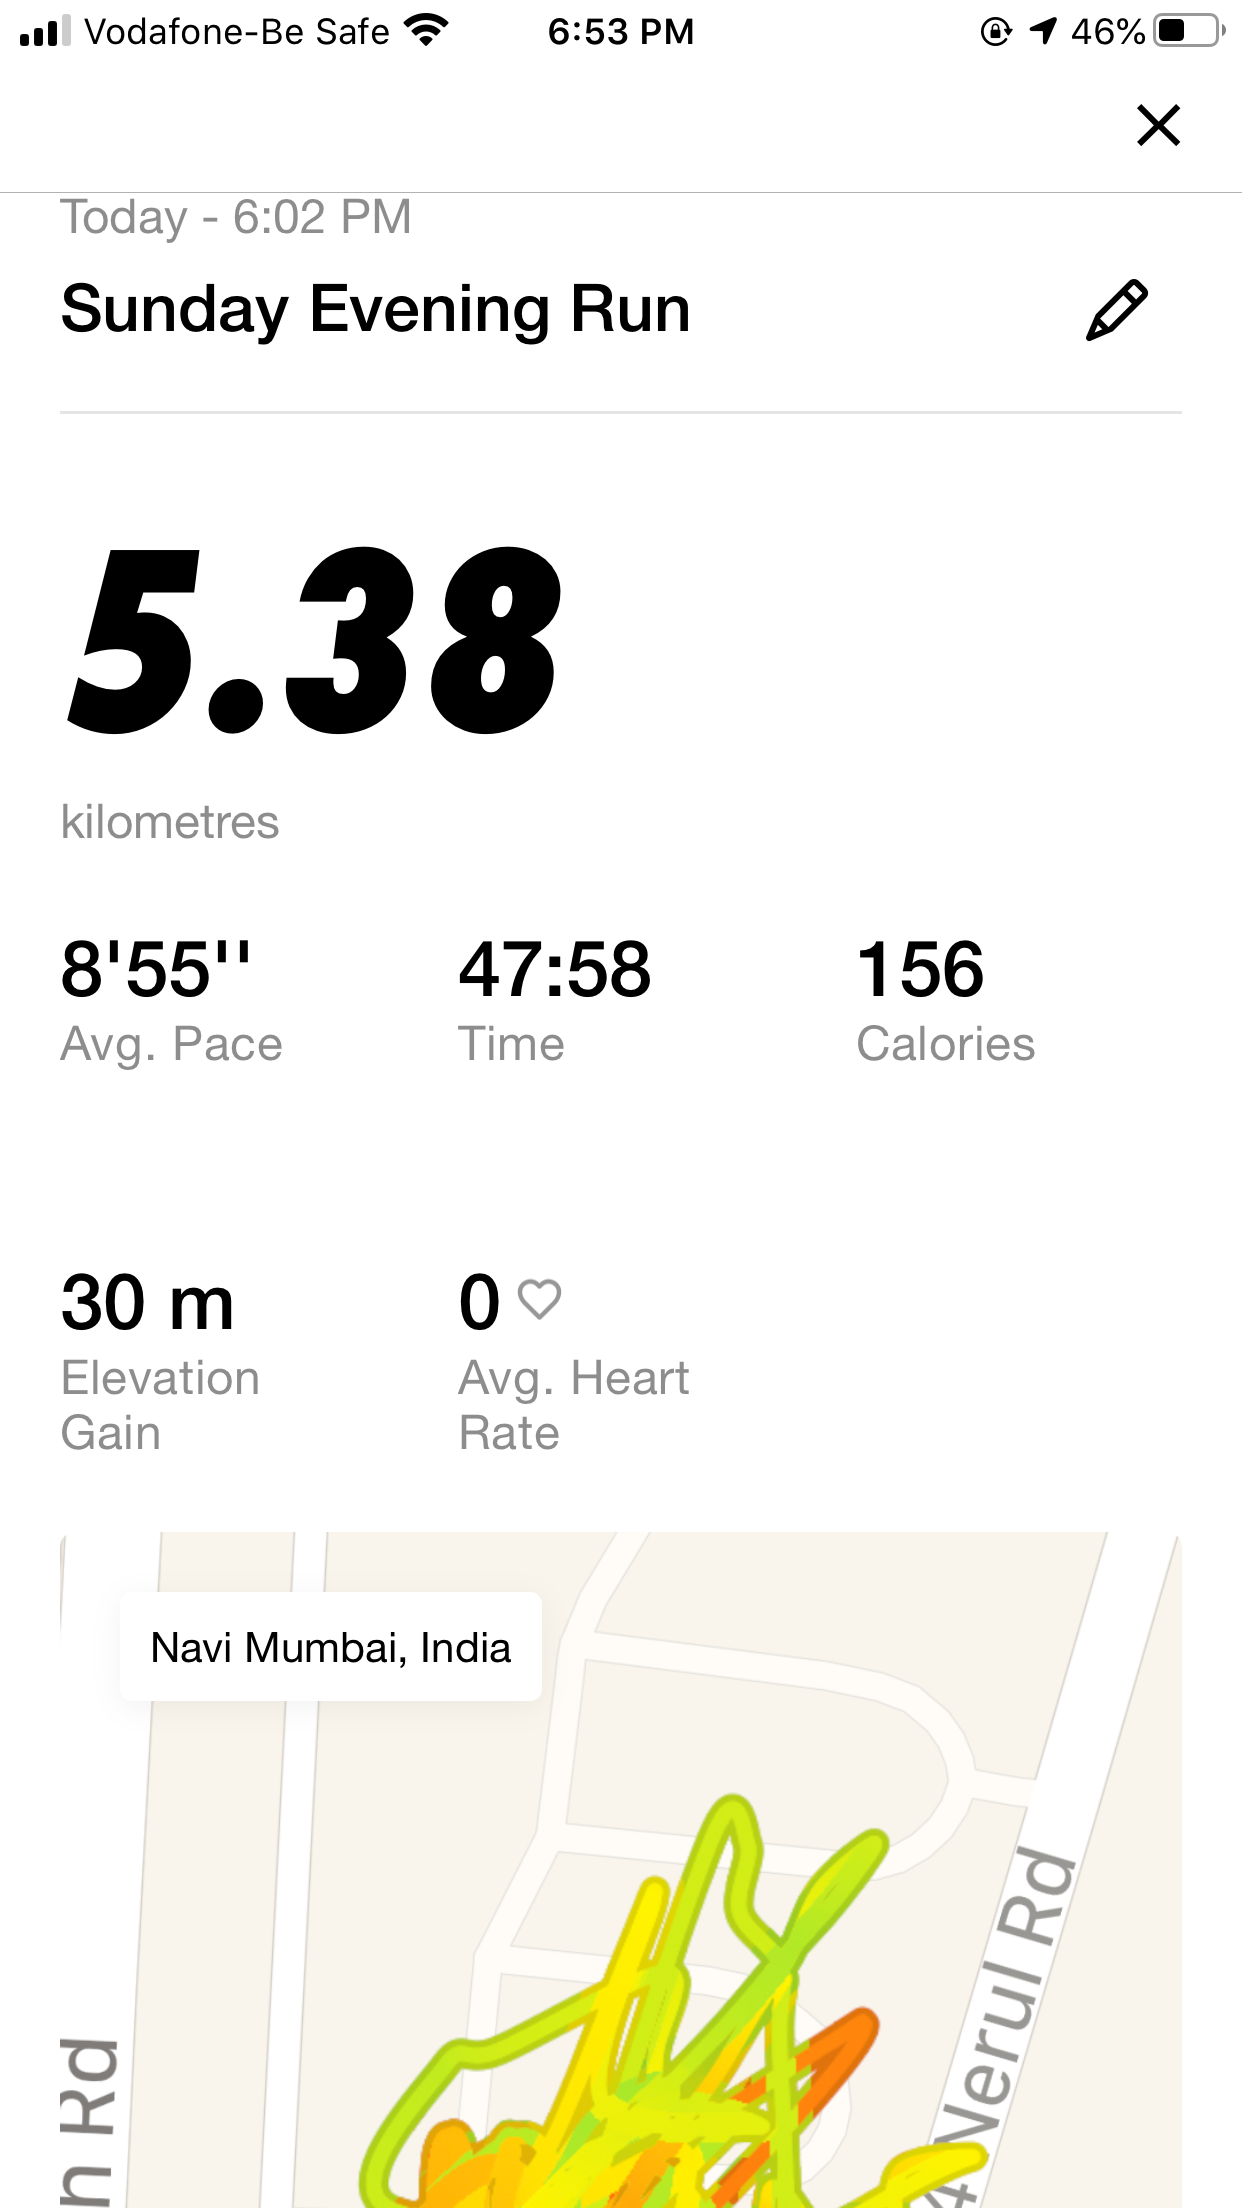 Vodafone-Be Safe 6:53 PM 46%
Today - 6:02 PM
Sunday Evening Run
5.38
kilometres
8'55'' 47:58 156
Avg. Pace Time Calories
30 m 0
Elevation Gain Avg. Heart Rate
Navi Mumbai, India
Nerul Rd
n Rd
4